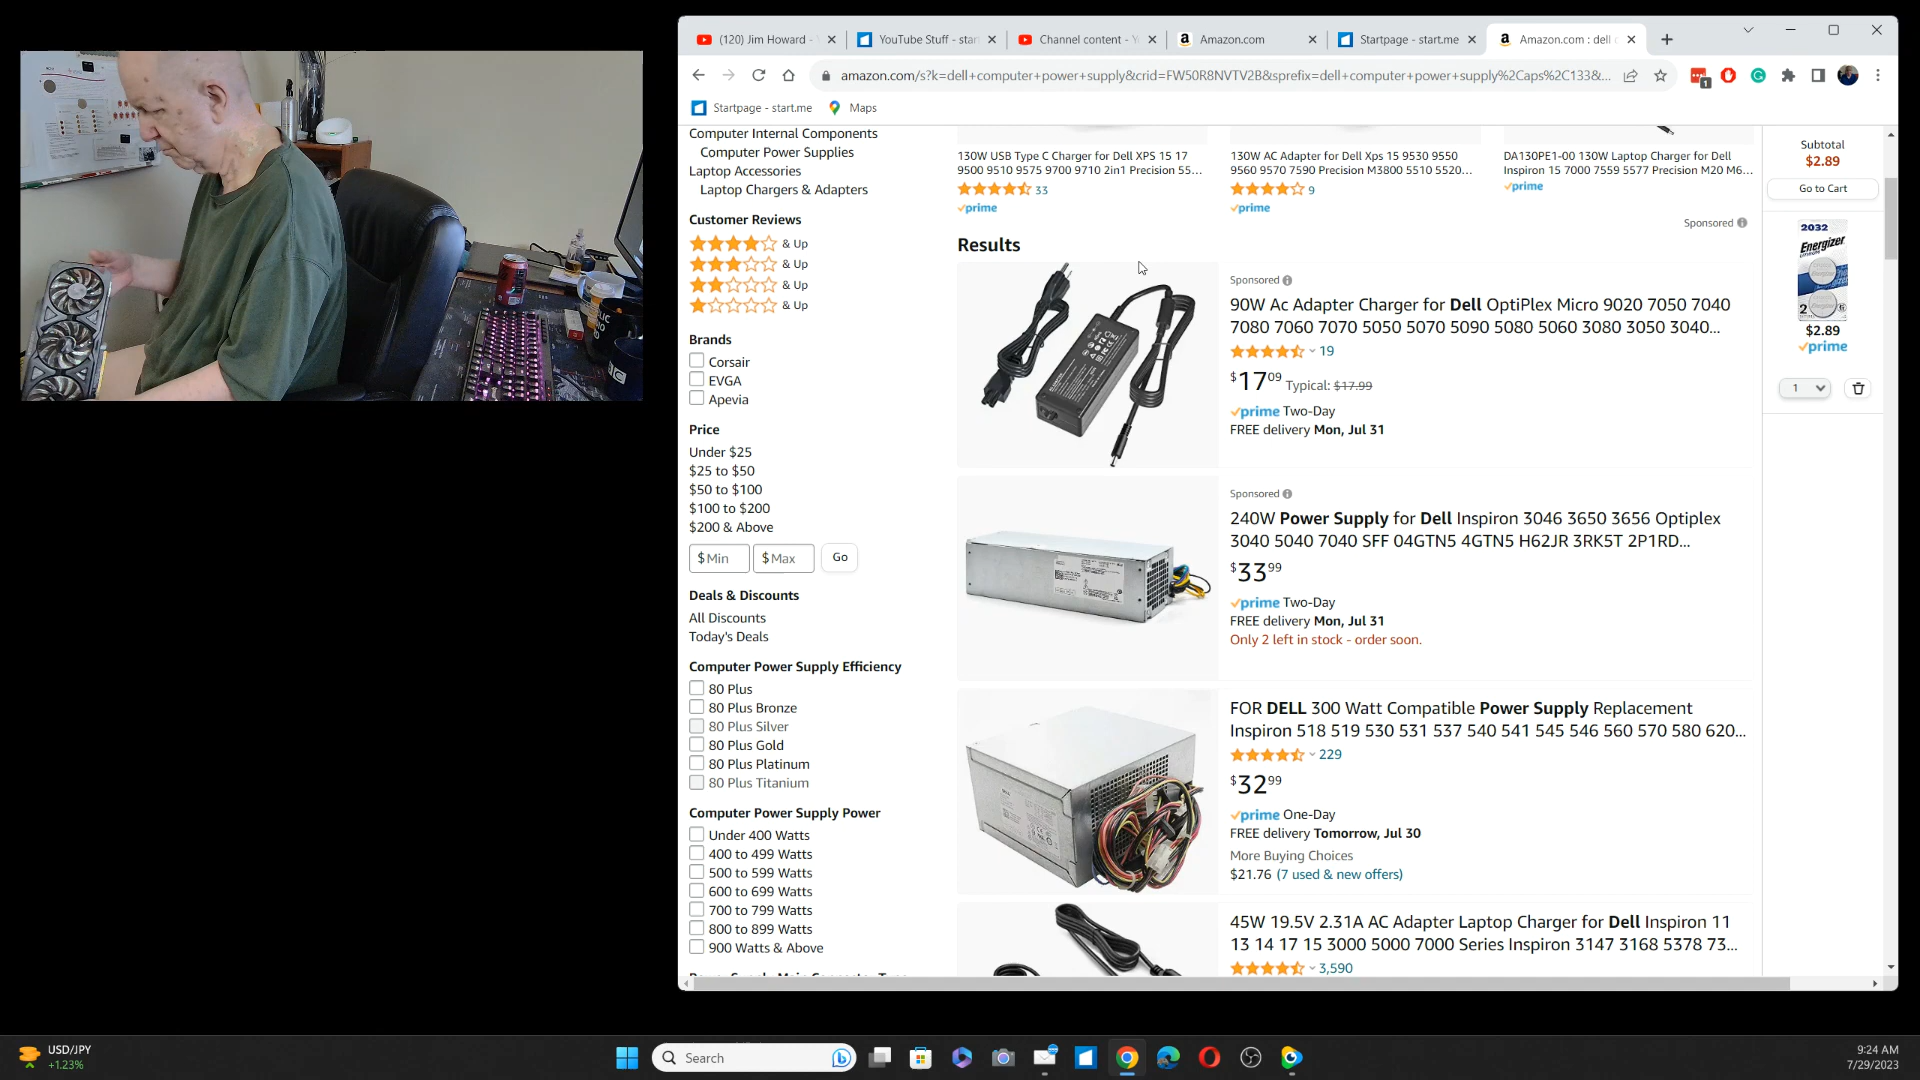 (120) Jim Howard -
YouTube Stuff - star
Channel content - Y
Amazon.com
Startpage - start.me
Amazon.com : dell c
amazon.com/s?k=dell+computer+power+supply&crid=FW50R8NVTV2B&sprefix=dell+computer+power+supply%2Caps%2C133&...
1
Startpage - start.me
Maps
Computer Internal Components
Computer Power Supplies
Laptop Accessories
Laptop Chargers & Adapters
Customer Reviews
& Up
& Up
& Up
& Up
Brands
Corsair
EVGA
Apevia
Price
Under $25
$25 to $50
$50 to $100
$100 to $200
$200 & Above
$ Min
$ Max
Go
Deals & Discounts
All Discounts
Today's Deals
Computer Power Supply Efficiency
80 Plus
80 Plus Bronze
80 Plus Silver
80 Plus Gold
80 Plus Platinum
80 Plus Titanium
Computer Power Supply Power
Under 400 Watts
400 to 499 Watts
500 to 599 Watts
600 to 699 Watts
700 to 799 Watts
800 to 899 Watts
900 Watts & Above
130W USB Type C Charger for Dell XPS 15 17
9500 9510 9575 9700 9710 2in1 Precision 55...
33
prime
130W AC Adapter for Dell Xps 15 9530 9550
9560 9570 7590 Precision M3800 5510 5520...
9
prime
DA130PE1-00 130W Laptop Charger for Dell
Inspiron 15 7000 7559 5577 Precision M20 M6...
prime
Sponsored
Results
Sponsored
90W Ac Adapter Charger for Dell OptiPlex Micro 9020 7050 7040
7080 7060 7070 5050 5070 5090 5080 5060 3080 3050 3040...
19
$17.09 Typical: $17.99
prime Two-Day
FREE delivery Mon, Jul 31
Sponsored
240W Power Supply for Dell Inspiron 3046 3650 3656 Optiplex
3040 5040 7040 SFF 04GTN5 4GTN5 H62JR 3RK5T 2P1RD...
$33.99
prime Two-Day
FREE delivery Mon, Jul 31
Only 2 left in stock - order soon.
FOR DELL 300 Watt Compatible Power Supply Replacement
Inspiron 518 519 530 531 537 540 541 545 546 560 570 580 620...
229
$32.99
prime One-Day
FREE delivery Tomorrow, Jul 30
More Buying Choices
$21.76 (7 used & new offers)
45W 19.5V 2.31A AC Adapter Laptop Charger for Dell Inspiron 11
13 14 17 15 3000 5000 7000 Series Inspiron 3147 3168 5378 73...
3,590
Subtotal
$2.89
Go to Cart
2032
Energizer
2
$2.89
prime
1
USD/JPY
+1.23%
Search
9:24 AM
7/29/2023